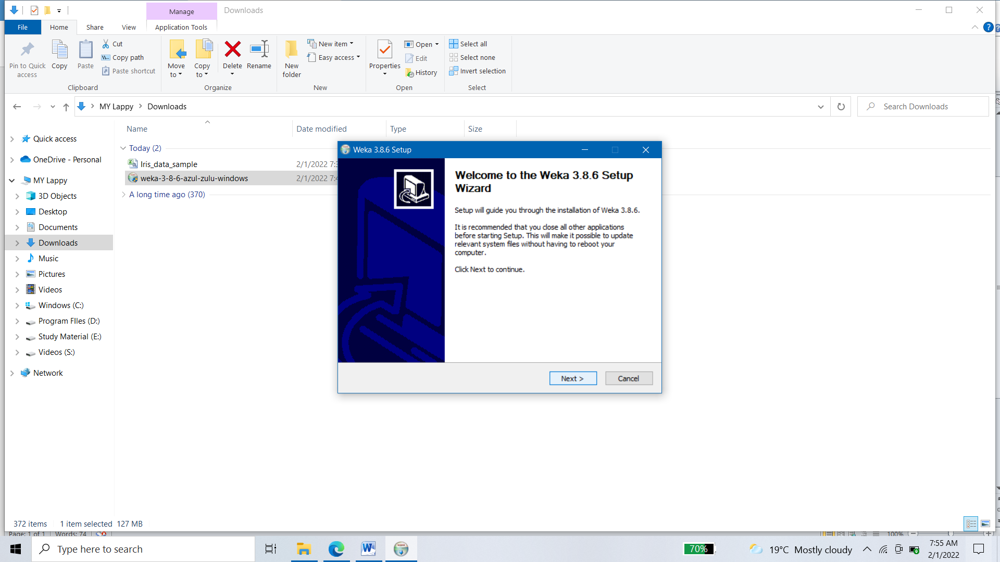 Manage
Downloads
File
Home
Share
View
Application Tools
Pin to Quick
access
Copy
Paste
Cut
Copy path
Paste shortcut
Clipboard
Move
to
Copy
to
Delete
Rename
Organize
New
folder
New item
Easy access
New
Properties
Open
Edit
History
Open
Select all
Select none
Invert selection
Select
MY Lappy
Downloads
Search Downloads
Name
Date modified
Type
Size
Quick access
OneDrive - Personal
MY Lappy
3D Objects
Desktop
Documents
Downloads
Music
Pictures
Videos
Windows (C:)
Program FIles (D:)
Study Material (E:)
Videos (S:)
Network
Today (2)
Iris_data_sample
2/1/2022
weka-3-8-6-azul-zulu-windows
2/1/2022
A long time ago (370)
Weka 3.8.6 Setup
Welcome to the Weka 3.8.6 Setup
Wizard
Setup will guide you through the installation of Weka 3.8.6.
It is recommended that you close all other applications
before starting Setup. This will make it possible to update
relevant system files without having to reboot your
computer.
Click Next to continue.
Next >
Cancel
372 items
1 item selected 127 MB
Page: 1 of 1
Words: 74
100%
Type here to search
70%
19°C Mostly cloudy
7:55 AM
2/1/2022